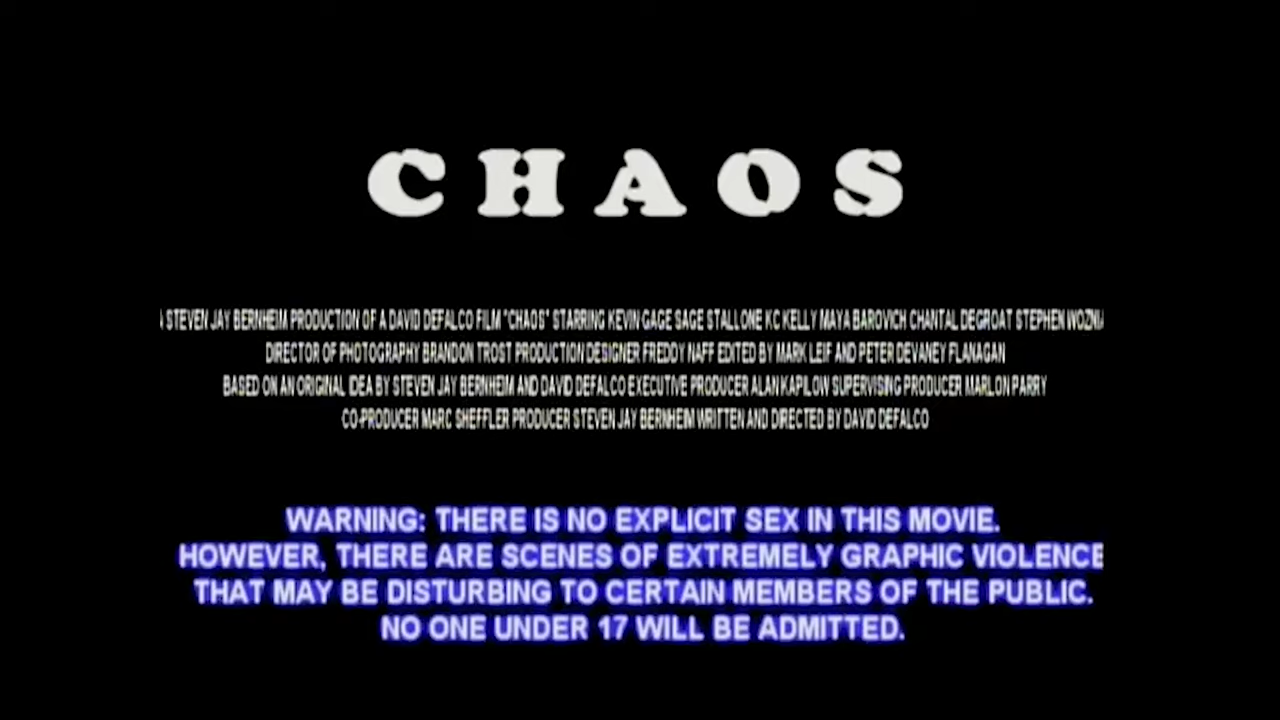 CHAOS
A STEVEN JAY BERNHEIM PRODUCTION OF A DAVID DEFALCO FILM "CHAOS" STARRING KEVIN GAGE SAGE STALLONE KC KELLY MAYA BAROVICH CHANTAL DEGROAT STEPHEN WOZNIA
DIRECTOR OF PHOTOGRAPHY BRANDON TROST PRODUCTION DESIGNER FREDDY NAFF EDITED BY MARK LEIF AND PETER DEVANEY FLANAGAN
BASED ON AN ORIGINAL IDEA BY STEVEN JAY BERNHEIM AND DAVID DEFALCO EXECUTIVE PRODUCER ALAN KAPILOW SUPERVISING PRODUCER MARLON PARRY
CO-PRODUCER MARC SHEFFLER PRODUCER STEVEN JAY BERNHEIM WRITTEN AND DIRECTED BY DAVID DEFALCO
WARNING: THERE IS NO EXPLICIT SEX IN THIS MOVIE.
HOWEVER, THERE ARE SCENES OF EXTREMELY GRAPHIC VIOLENCE
THAT MAY BE DISTURBING TO CERTAIN MEMBERS OF THE PUBLIC.
NO ONE UNDER 17 WILL BE ADMITTED.